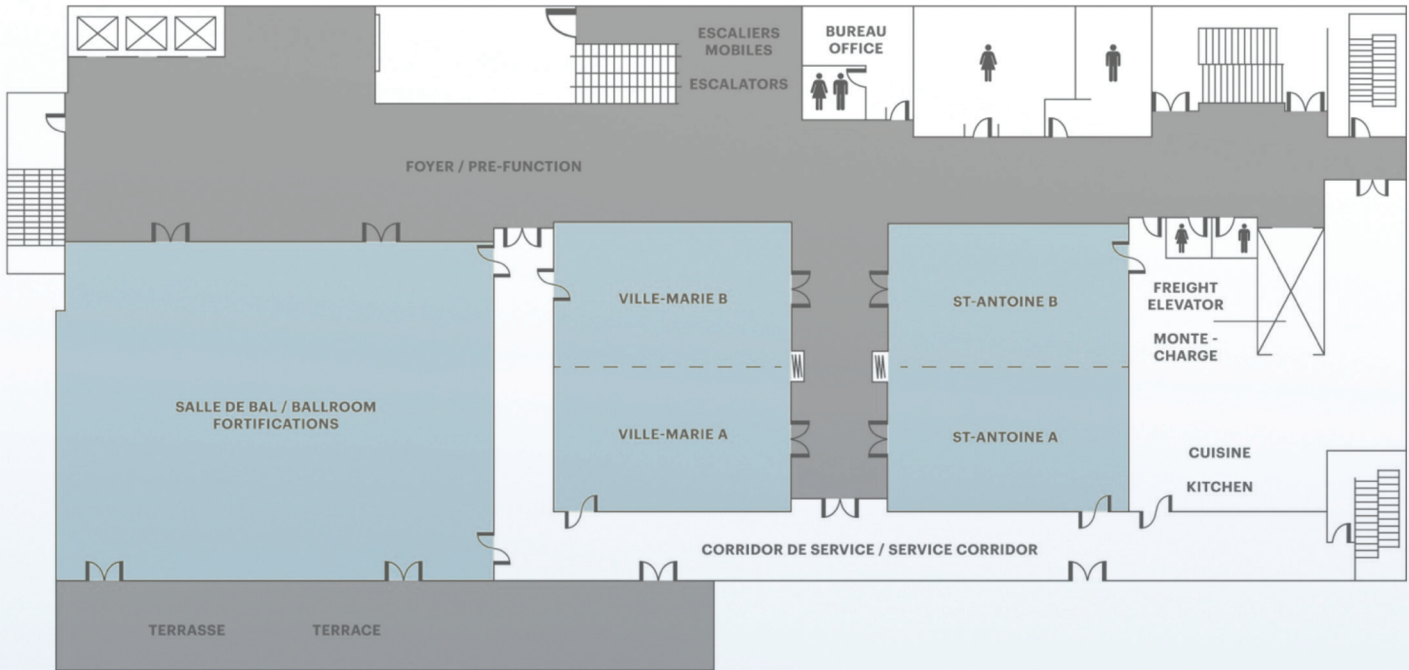 ESCALIERS
MOBILES
ESCALATORS
BUREAU
OFFICE
FOYER / PRE-FUNCTION
VILLE-MARIE B
ST-ANTOINE B
FREIGHT
ELEVATOR
MONTE -
CHARGE
SALLE DE BAL / BALLROOM
FORTIFICATIONS
VILLE-MARIE A
ST-ANTOINE A
CUISINE
KITCHEN
CORRIDOR DE SERVICE / SERVICE CORRIDOR
TERRASSE TERRACE